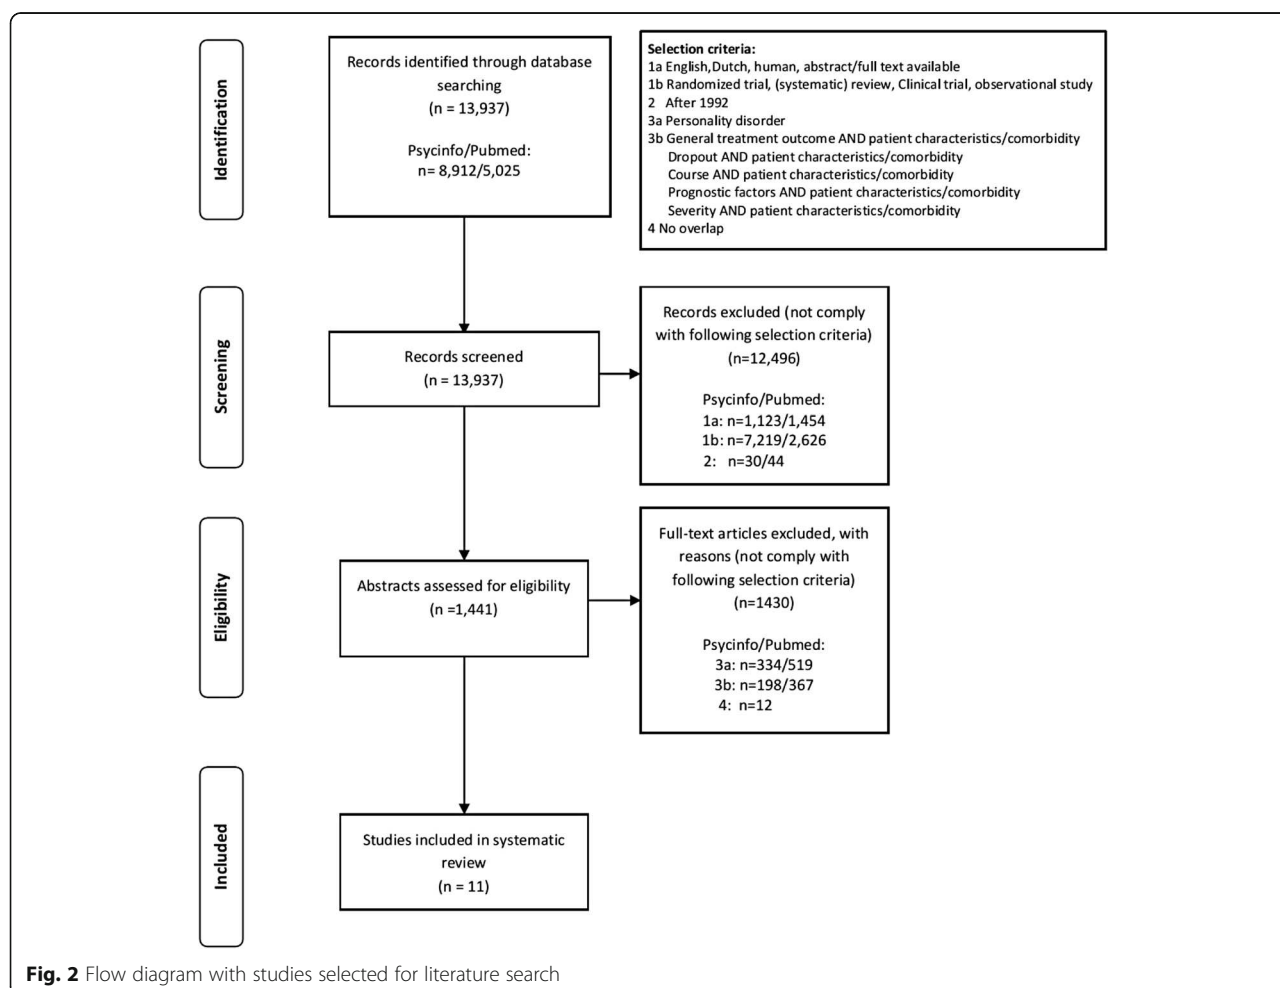 Identification
Records identified through database
searching
(n = 13,937)
Psycinfo/Pubmed:
n= 8,912/5,025
Selection criteria:
1a English,Dutch, human, abstract/full text available
1b Randomized trial, (systematic) review, Clinical trial, observational study
2 After 1992
3a Personality disorder
3b General treatment outcome AND patient characteristics/comorbidity
Dropout AND patient characteristics/comorbidity
Course AND patient characteristics/comorbidity
Prognostic factors AND patient characteristics/comorbidity
Severity AND patient characteristics/comorbidity
4 No overlap
Screening
Records screened
(n = 13,937)
Records excluded (not comply
with following selection criteria)
(n=12,496)
Psycinfo/Pubmed:
1a: n=1,123/1,454
1b: n=7,219/2,626
2: n=30/44
Eligibility
Abstracts assessed for eligibility
(n =1,441)
Full-text articles excluded, with
reasons (not comply with
following selection criteria)
(n=1430)
Psycinfo/Pubmed:
3a: n=334/519
3b: n=198/367
4: n=12
Included
Studies included in systematic
review
(n = 11)
Fig. 2 Flow diagram with studies selected for literature search